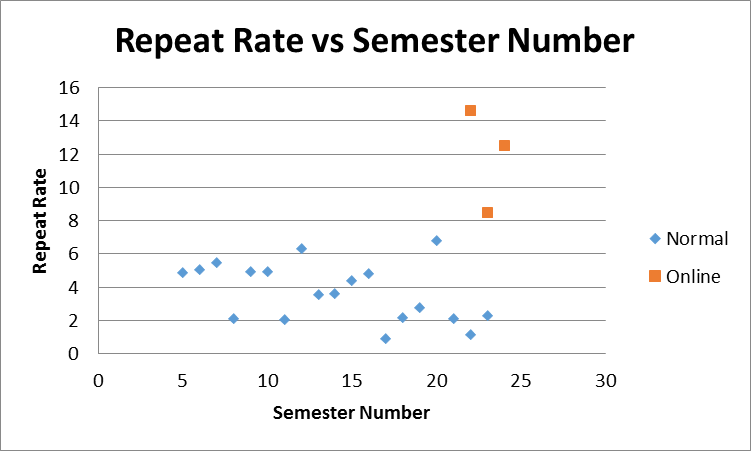 Repeat Rate vs Semester Number
16
14
12
10
8
6
4
2
0
Repeat Rate
0 5 10 15 20 25 30
Semester Number
Normal
Online